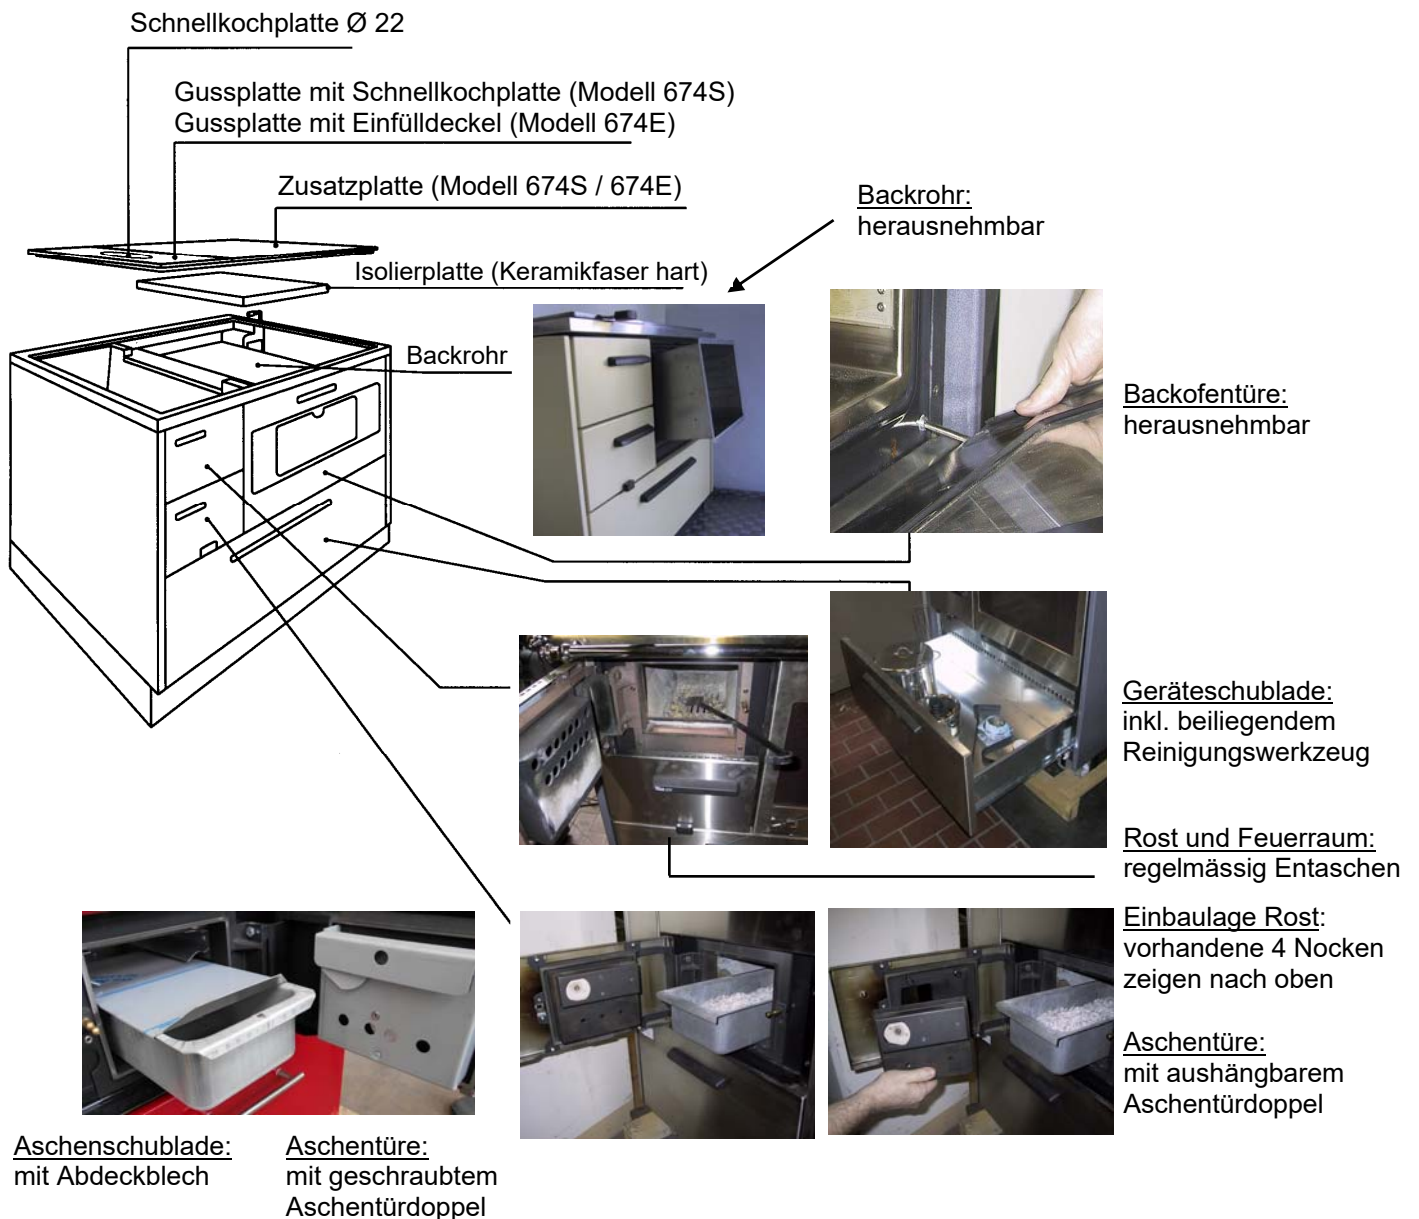 Schnellkochplatte Ø 22
Gussplatte mit Schnellkochplatte (Modell 674S)
Gussplatte mit Einfülldeckel (Modell 674E)
Zusatzplatte (Modell 674S / 674E)
Backrohr:
herausnehmbar
Isolierplatte (Keramikfaser hart)
Backrohr
Backofentüre:
herausnehmbar
Geräteschublade:
inkl. beiliegendem
Reinigungswerkzeug
Rost und Feuerraum:
regelmässig Entaschen
Einbaulage Rost:
vorhandene 4 Nocken
zeigen nach oben
Aschentüre:
mit aushängbarem
Aschentürdoppel
Aschenschublade:
mit Abdeckblech
Aschentüre:
mit geschraubtem
Aschentürdoppel